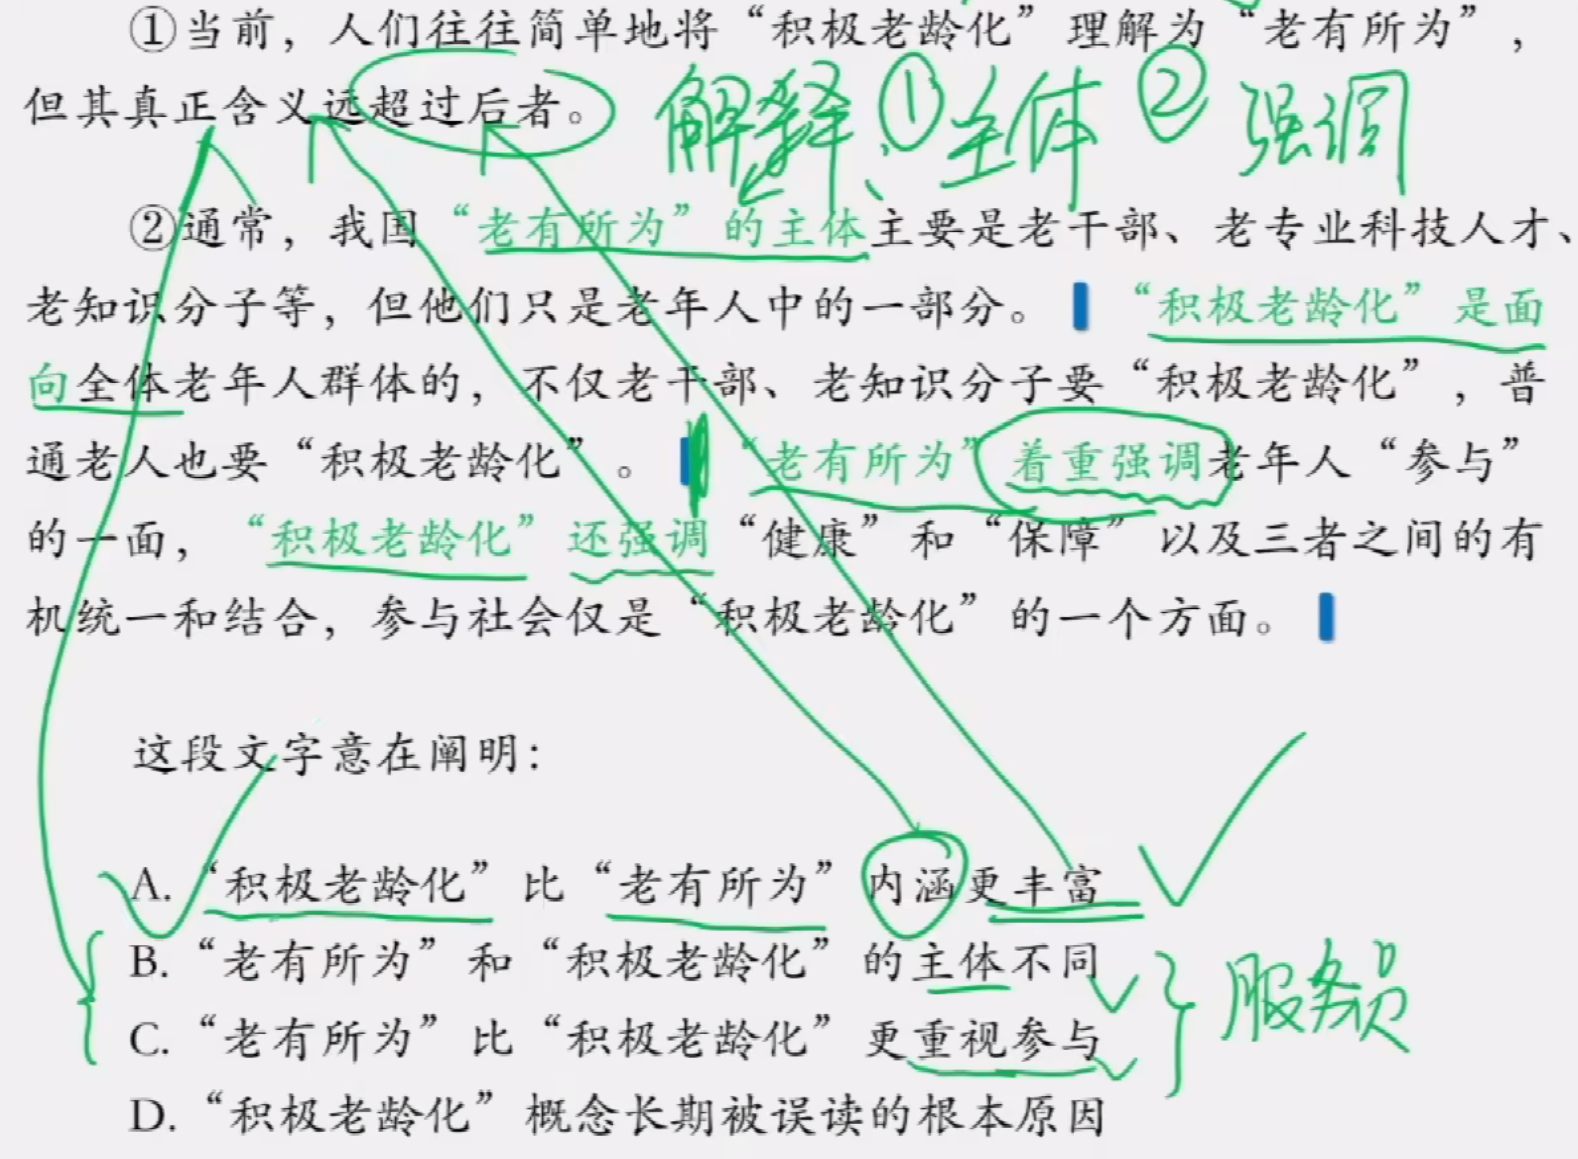 ①当前，人们往往简单地将“积极老龄化”理解为“老有所为”，
但其真正含义远超过后者。
解释、①主体、②强调
②通常，我国“老有所为”的主体主要是老干部、老专业科技人才、
老知识分子等，但他们只是老年人中的一部分。“积极老龄化”是面
向全体老年人群体的，不仅老干部、老知识分子要“积极老龄化”，普
通老人也要“积极老龄化”。“老有所为”着重强调老年人“参与”
的一面，“积极老龄化”还强调“健康”和“保障”以及三者之间的有
机统一和结合，参与社会仅是“积极老龄化”的一个方面。
这段文字意在阐明：
A.“积极老龄化”比“老有所为”内涵更丰富
B.“老有所为”和“积极老龄化”的主体不同
C.“老有所为”比“积极老龄化”更重视参与
服务员
D.“积极老龄化”概念长期被误读的根本原因